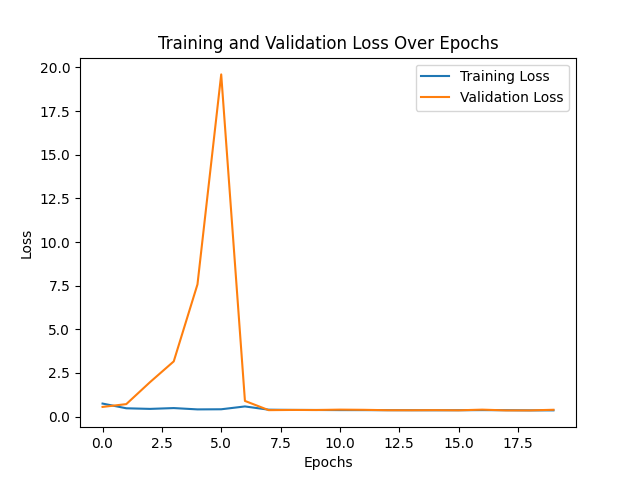 Training and Validation Loss Over Epochs
Training Loss
Validation Loss
20.0
17.5
15.0
12.5
10.0
7.5
5.0
2.5
0.0
Loss
0.0 2.5 5.0 7.5 10.0 12.5 15.0 17.5
Epochs